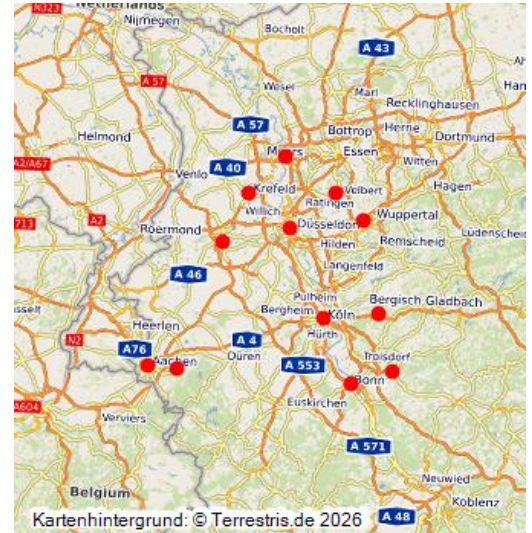 Netherlands
N323
Nijmegen
Bocholt
A 43
A 57
Wesel
Marl
Recklinghausen
Helmond
A 57
Bottrop
Herne
Dortmund
A2/A67
Venlo
A 40
Essen
Witten
Krefeld
Velbert
Hagen
713
A2
Willich
Ratingen
Wuppertal
Roermond
Düsseldorf
Lüdenscheid
Hilden
Remscheid
A 46
Langenfeld
Pulheim
Bergheim
Köln
Bergisch Gladbach
Heerlen
N2
Hürth
A76
A 4
Aachen
Düren
A 553
Troisdorf
Bonn
A604
Verviers
Euskirchen
A 571
Belgium
Neuwied
Koblenz
Kartenhintergrund: © Terrestris.de 2026
A 48